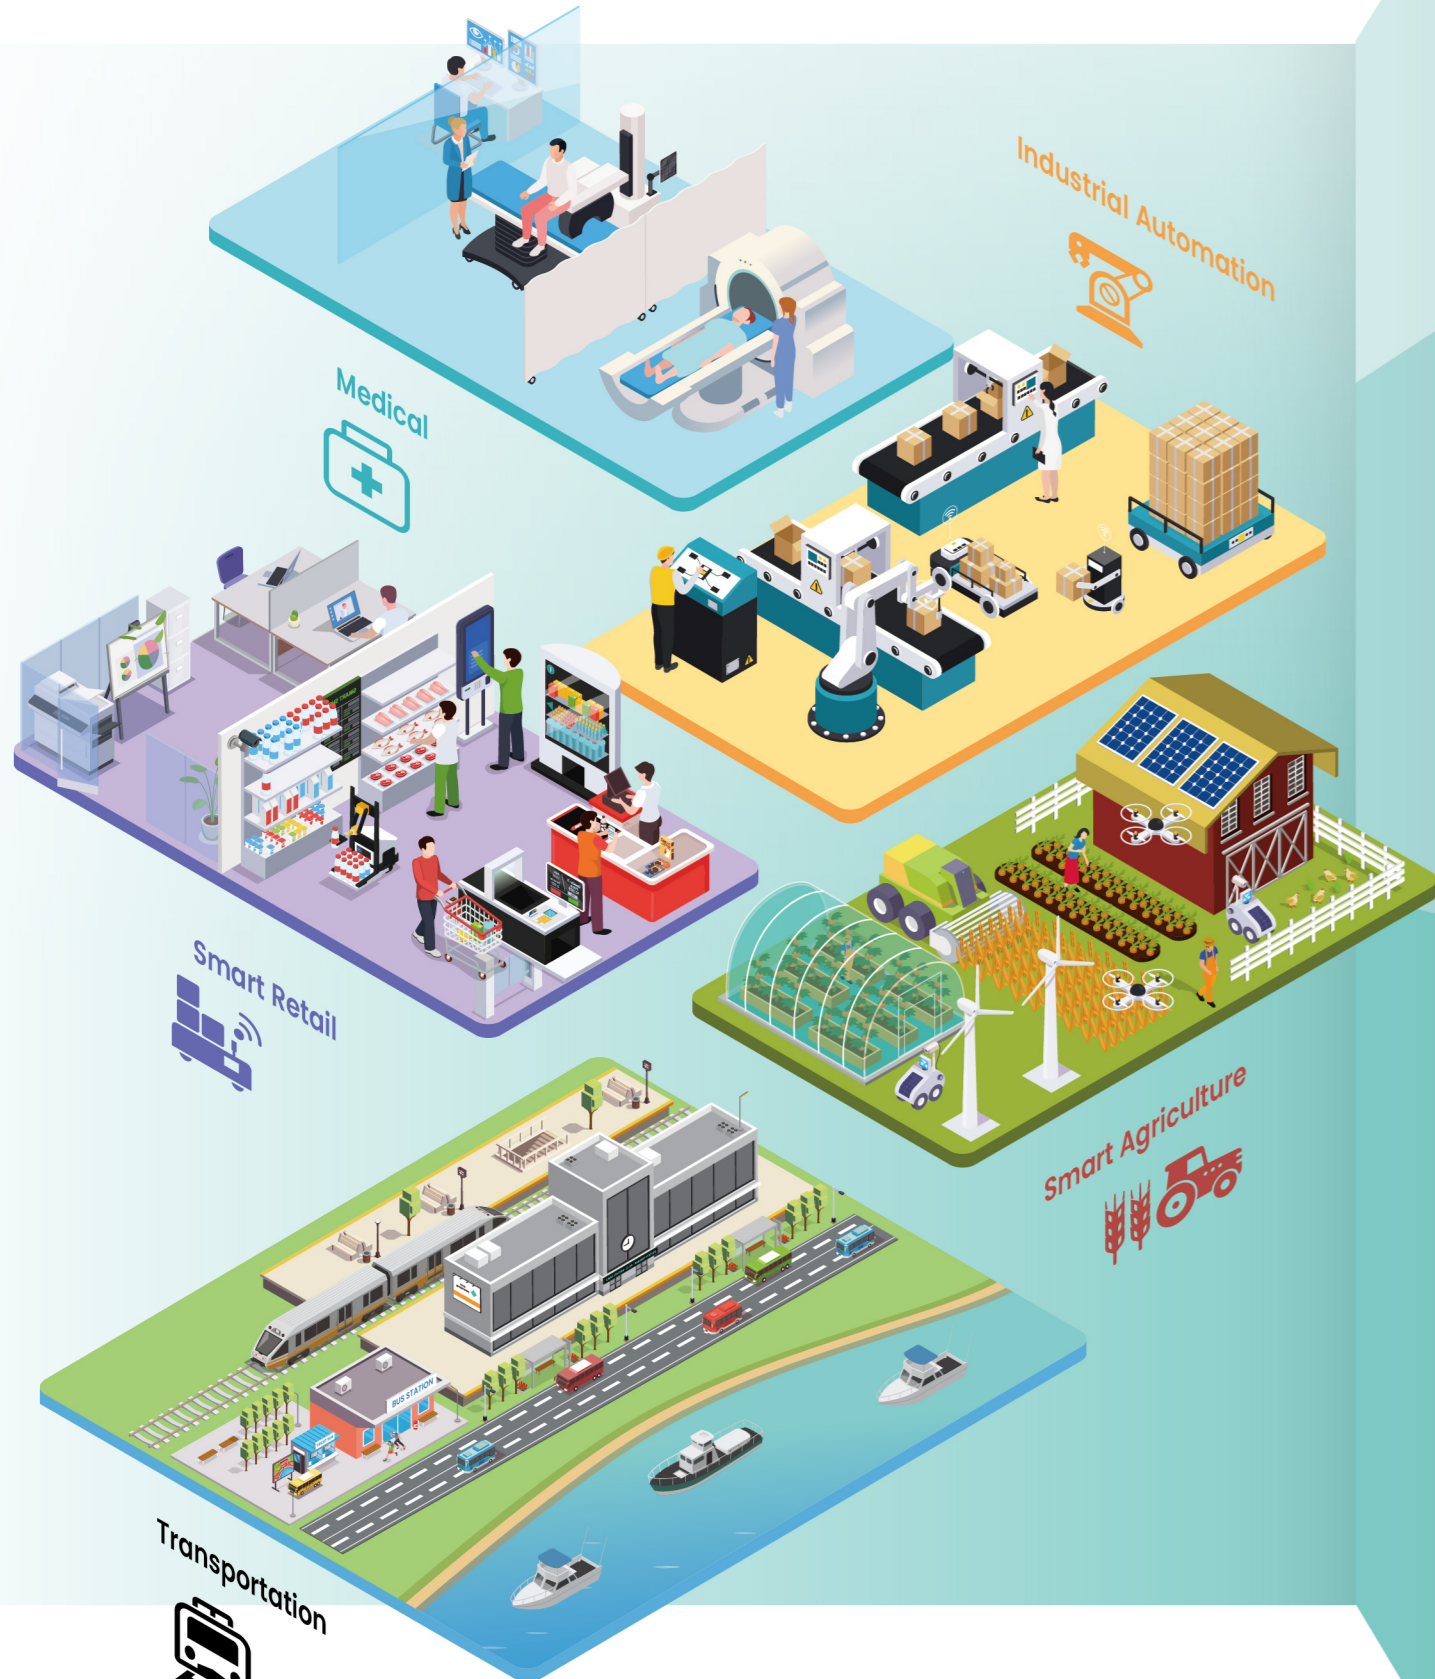 Industrial Automation
Medical
Smart Retail
Smart Agriculture
BUS STATION
Transportation